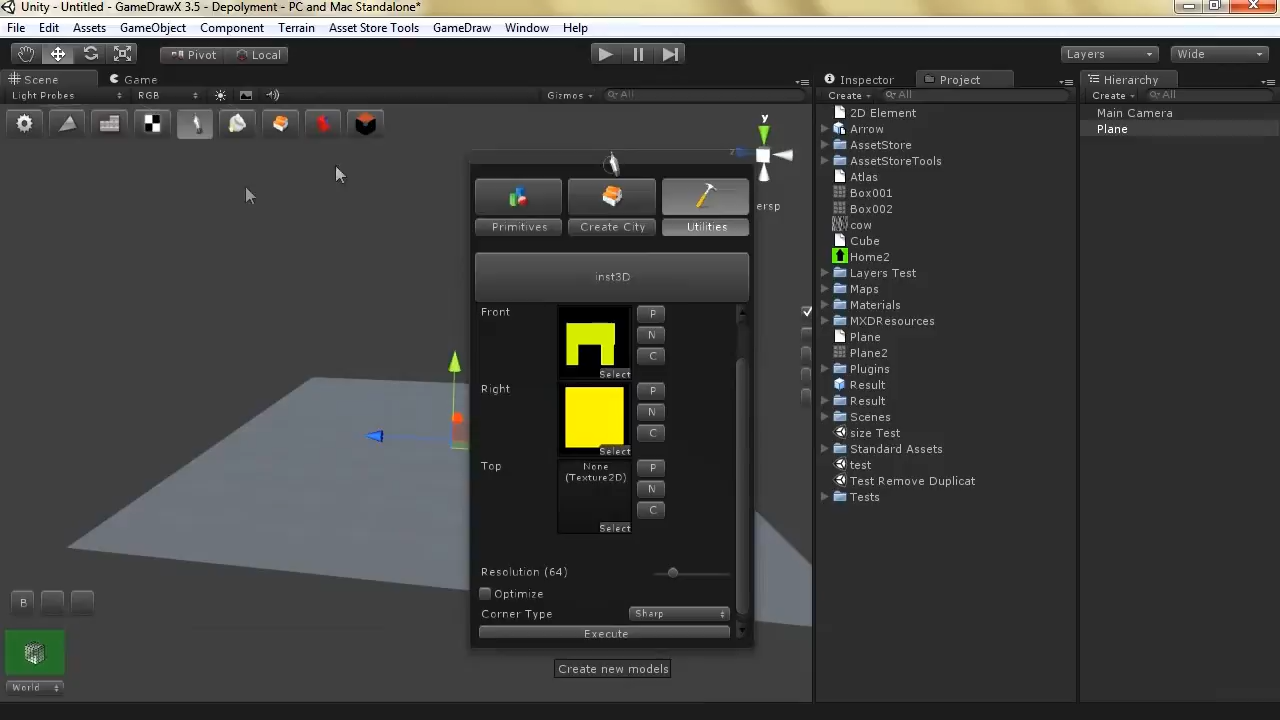 Unity - Untitled - GameDrawX 3.5 - Depolyment - PC and Mac Standalone*
File Edit Assets GameObject Component Terrain Asset Store Tools GameDraw Window Help
Pivot Local Layers Wide
Scene Game Inspector Project Hierarchy
Light Probes RGB Gizmos All Create All Create All
2D Element
Arrow
AssetStore
AssetStoreTools
Atlas
Box001
Box002
cow
Cube
Home2
Layers Test
Maps
Materials
MXDResources
Plane
Plane2
Plugins
Result
Result
Scenes
size Test
Standard Assets
test
Test Remove Duplicat
Tests
Main Camera
Plane
y
z
Persp
Primitives Create City Utilities
inst3D
Front
P
N
C
Select
Right
P
N
C
Select
Top
None
(Texture2D)
P
N
C
Select
Resolution (64)
Optimize
Corner Type Sharp
Execute
Create new models
B
World